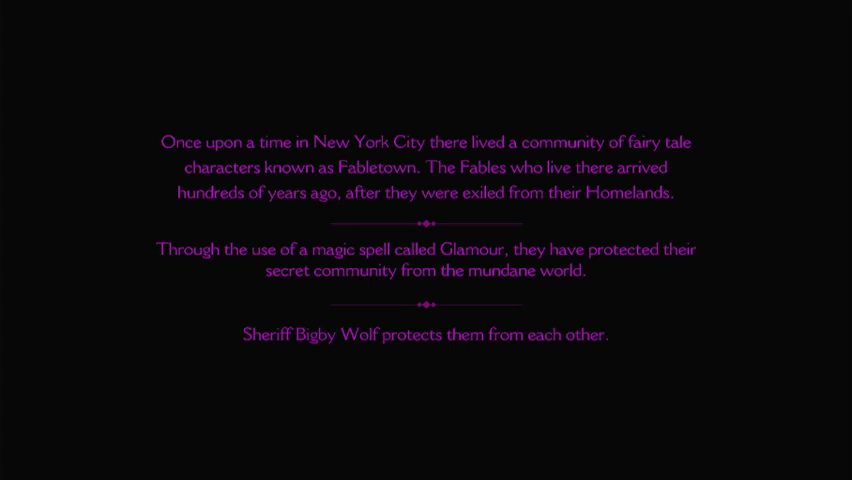 Once upon a time in New York City there lived a community of fairy tale
characters known as Fabletown. The Fables who live there arrived
hundreds of years ago, after they were exiled from their Homelands.
Through the use of a magic spell called Glamour, they have protected their
secret community from the mundane world.
Sheriff Bigby Wolf protects them from each other.